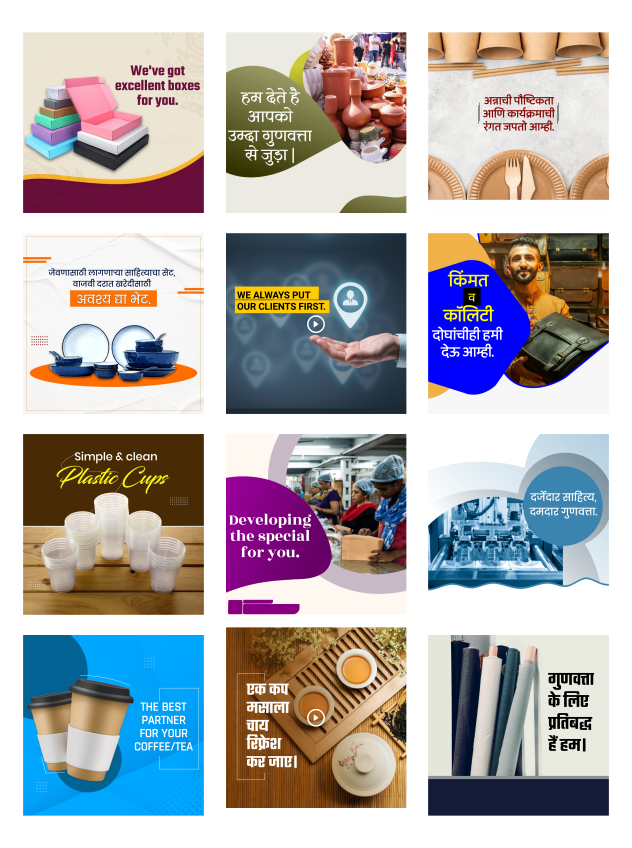 We've got
excellent boxes
for you.
हम देते है
आपको
उम्दा गुणवत्ता
से जुड़ा |
अन्नाची पौष्टिकता
आणि कार्यक्रमाची
रंगत जपतो आम्ही.
जेवणासाठी लागणाऱ्या साहित्याचा सेट,
वाजवी दरात खरेदीसाठी
अवश्य द्या भेट.
WE ALWAYS PUT
OUR CLIENTS FIRST.
किंमत
व
कॉलिटी
दोघांचीही हमी
देऊ आम्ही.
Simple & clean
Plastic Cups
Developing
the special
for you.
दर्जेदार साहित्य,
दमदार गुणवत्ता.
THE BEST
PARTNER
FOR YOUR
COFFEE/TEA
एक कप
मसाला
चाय
रिफ्रेश
कर जाए।
गुणवत्ता
के लिए
प्रतिबद्ध
हैं हम।